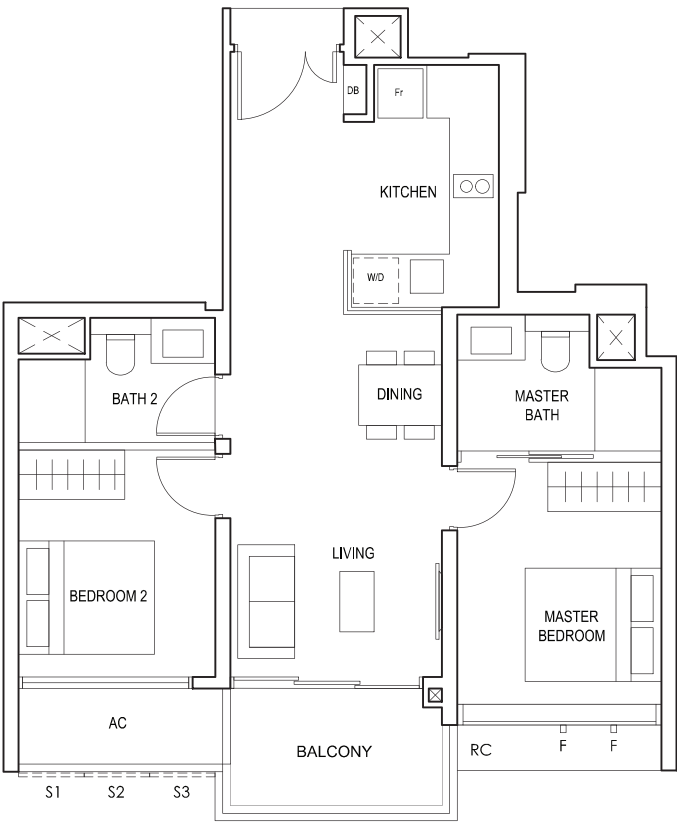 DB
Fr
KITCHEN
W/D
BATH 2
DINING
MASTER
BATH
LIVING
BEDROOM 2
MASTER
BEDROOM
AC
BALCONY
RC
F
F
S1
S2
S3